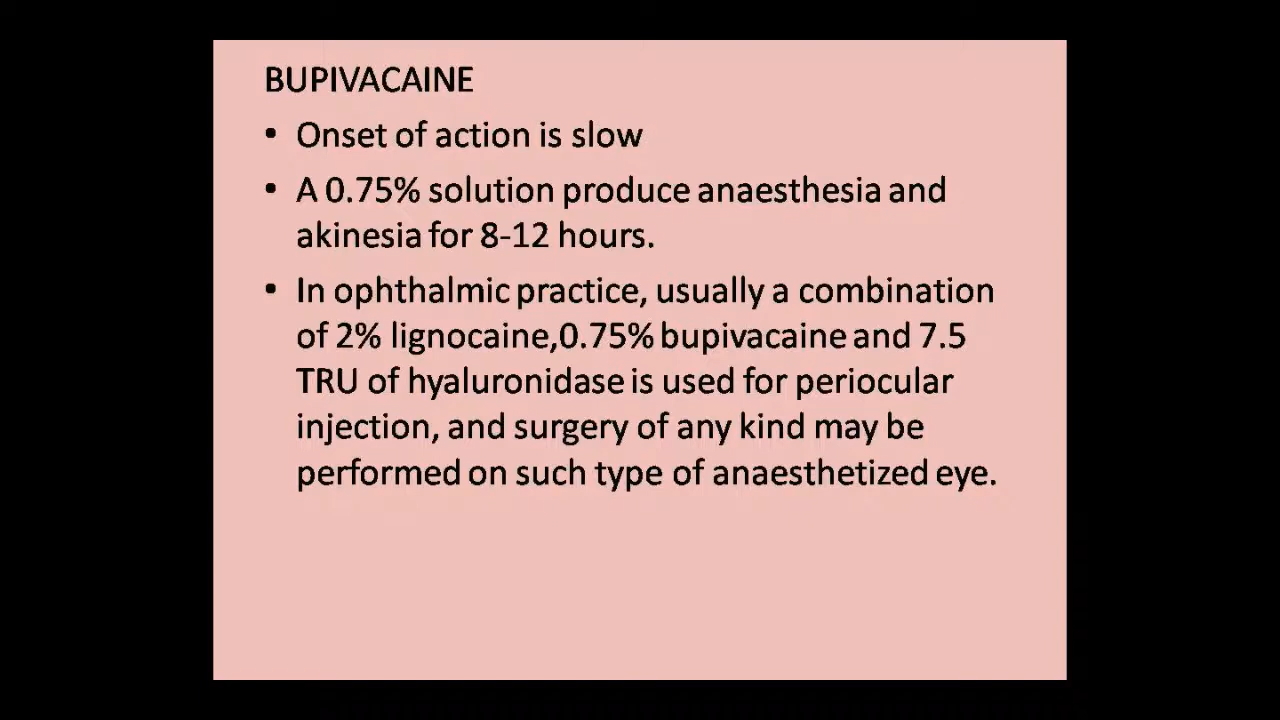 BUPIVACAINE
• Onset of action is slow
• A 0.75% solution produce anaesthesia and
akinesia for 8-12 hours.
• In ophthalmic practice, usually a combination
of 2% lignocaine,0.75% bupivacaine and 7.5
TRU of hyaluronidase is used for periocular
injection, and surgery of any kind may be
performed on such type of anaesthetized eye.